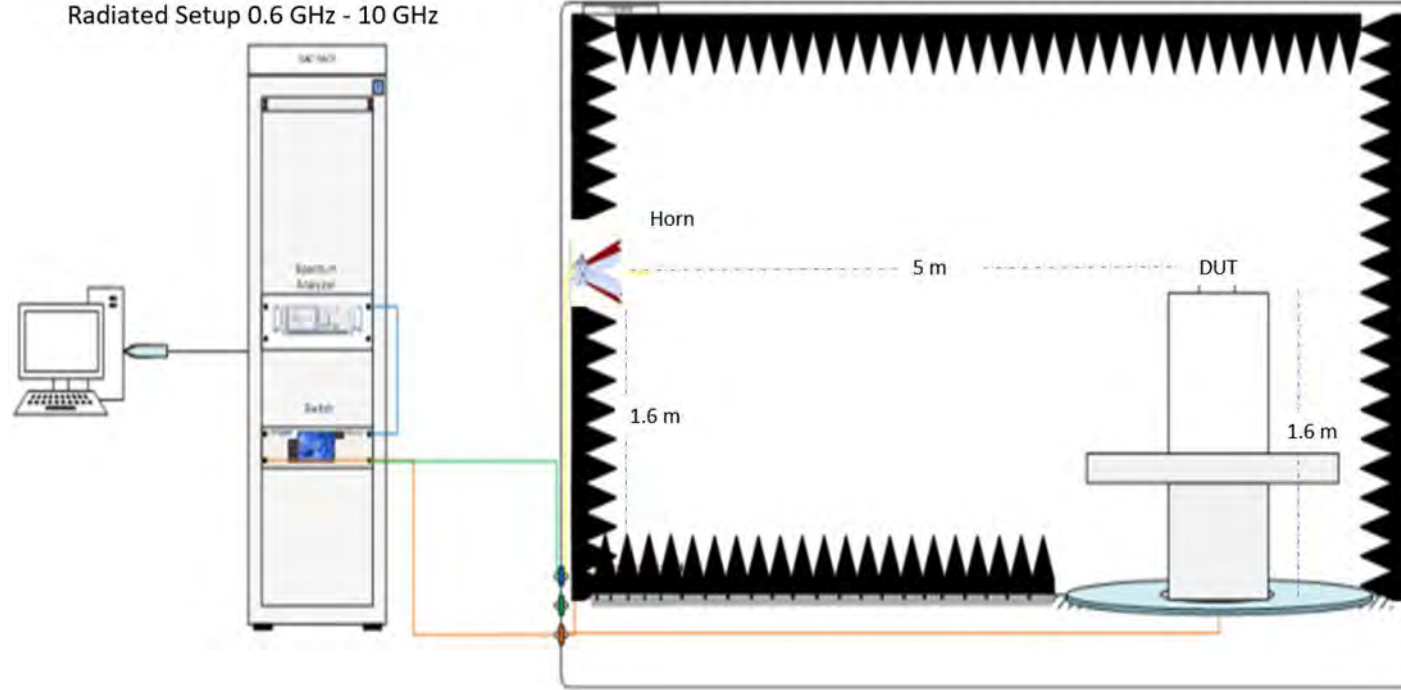 Radiated Setup 0.6 GHz - 10 GHz
Spectrum
Analyzer
Switch
Horn
5 m
DUT
1.6 m
1.6 m